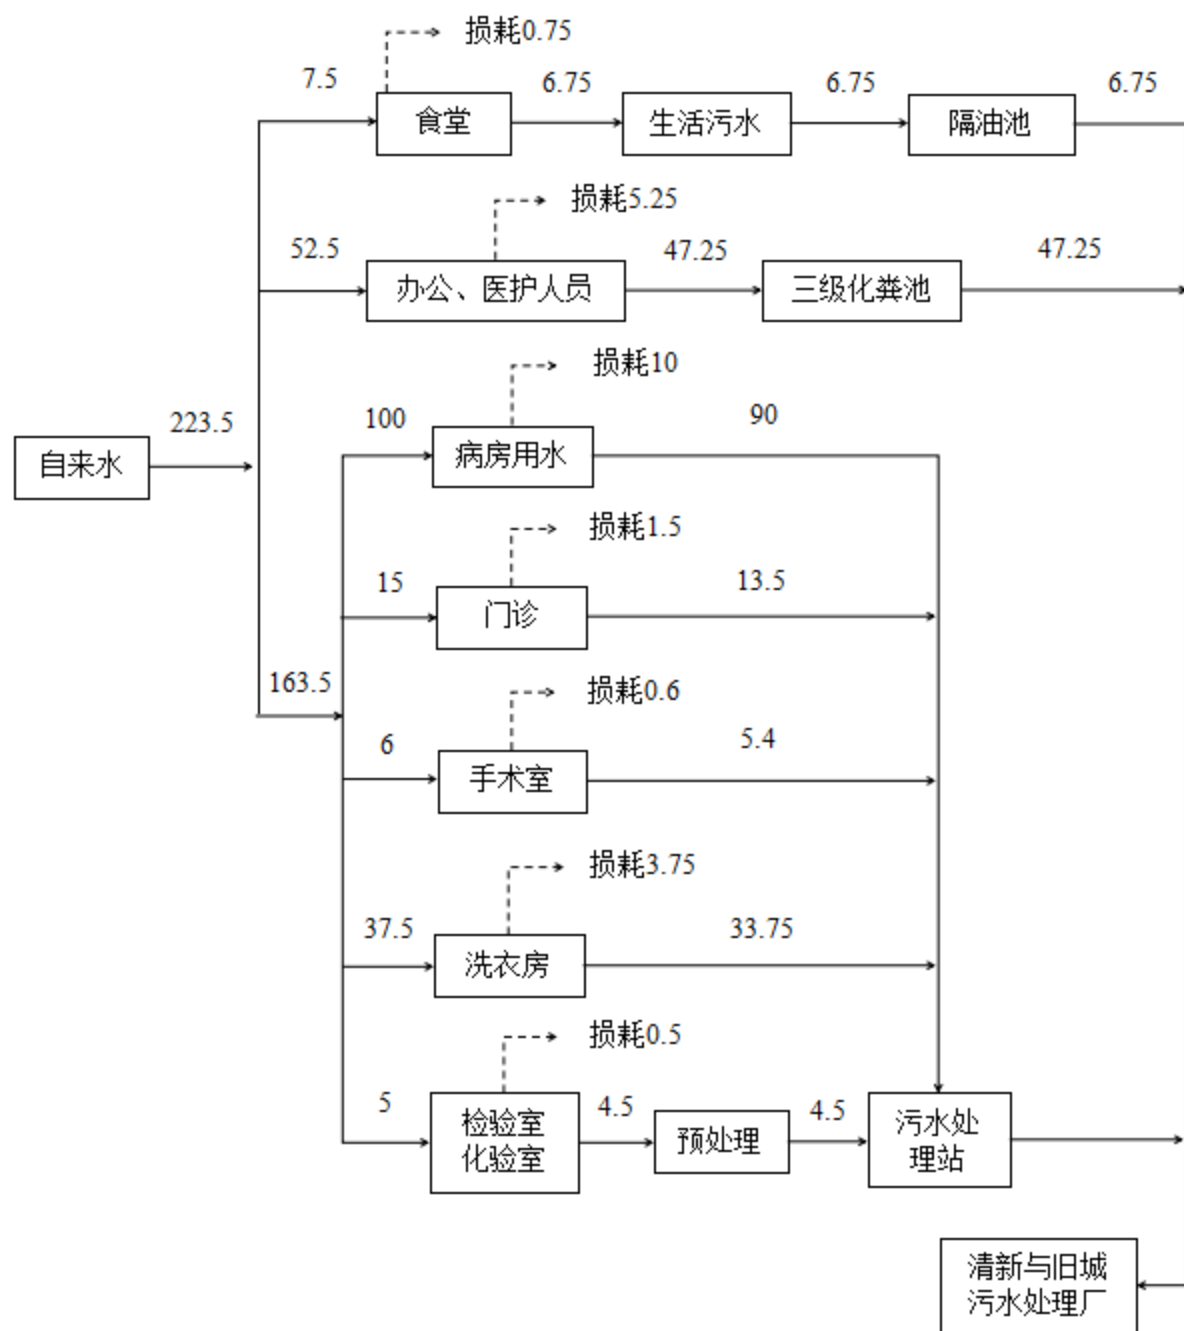 损耗0.75
7.5
6.75
6.75
6.75
食堂
生活污水
隔油池
损耗5.25
52.5
47.25
47.25
办公、医护人员
三级化粪池
损耗10
223.5
100
90
自来水
病房用水
损耗1.5
15
13.5
门诊
163.5
损耗0.6
6
5.4
手术室
损耗3.75
37.5
33.75
洗衣房
损耗0.5
5
4.5
4.5
检验室
化验室
预处理
污水处
理站
清新与旧城
污水处理厂